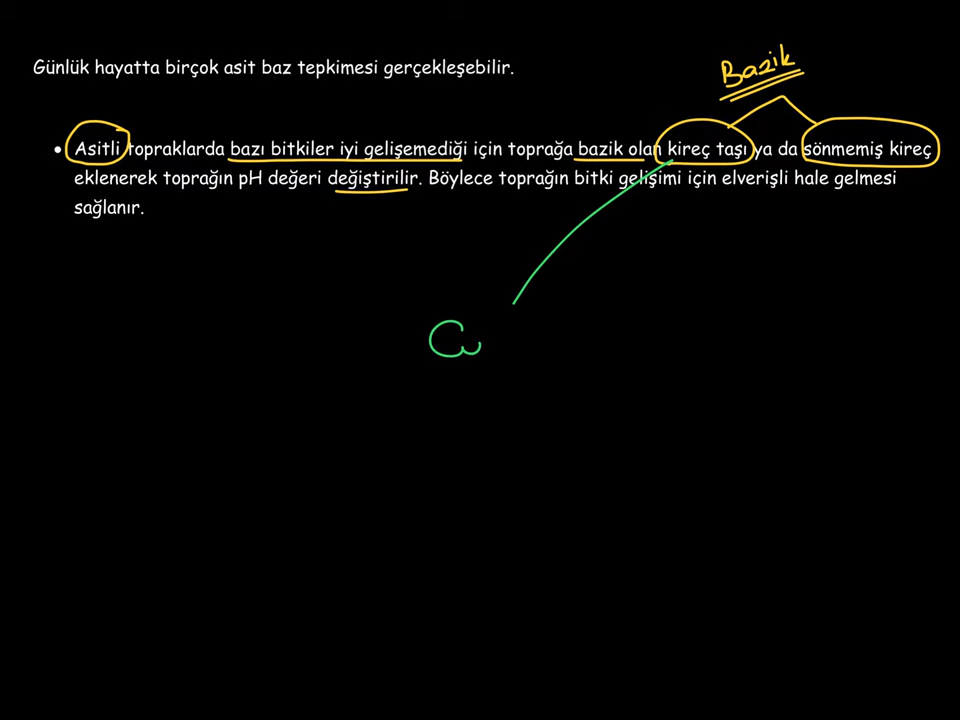 Günlük hayatta birçok asit baz tepkimesi gerçekleşebilir.
Bazik
• Asitli topraklarda bazı bitkiler iyi gelişemediği için toprağa bazik olan kireç taşı ya da sönmemiş kireç
eklenerek toprağın pH değeri değiştirilir. Böylece toprağın bitki gelişimi için elverişli hale gelmesi
sağlanır.